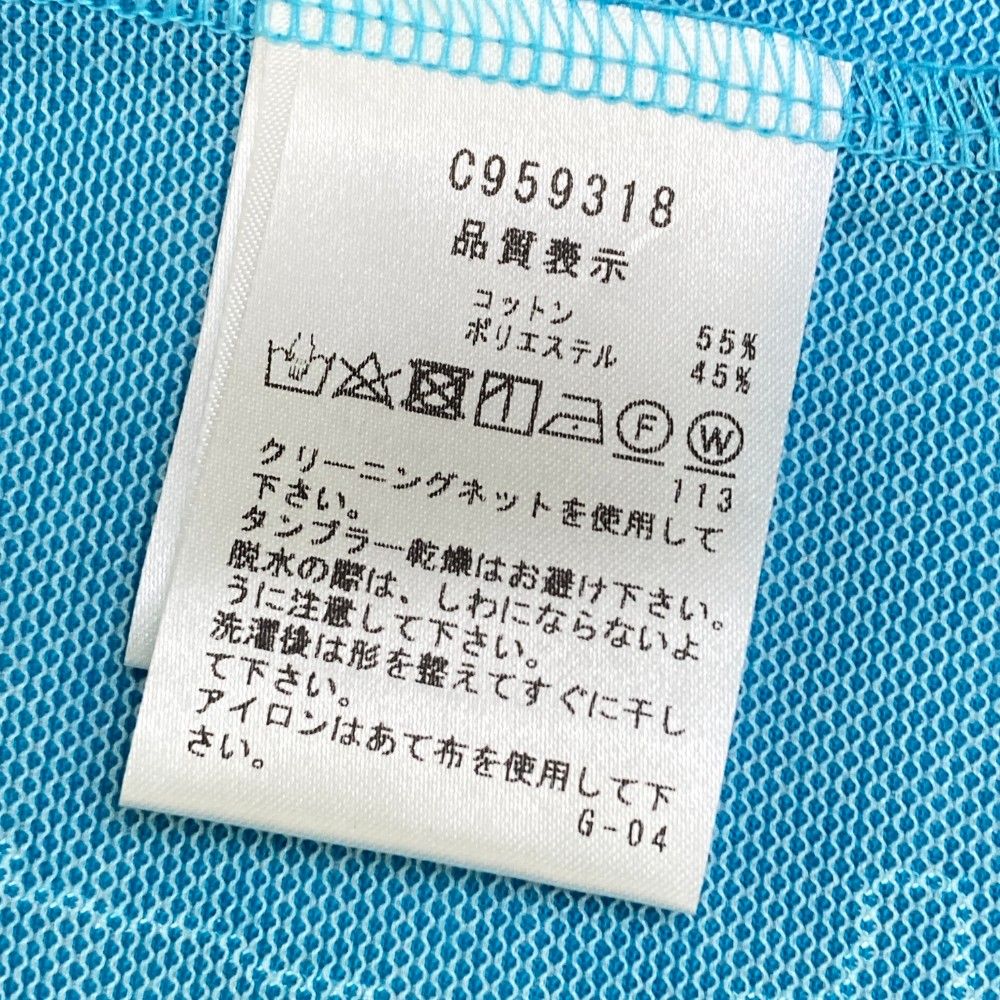 C959318
品質表示
コットン 55%
ポリエステル 45%
F W
113
クリーニングネットを使用して
下さい。
タンブラー乾燥はお避け下さい。
脱水の際は、しわにならないよ
うに注意して下さい。
洗濯後は形を整えてすぐに干し
て下さい。
アイロンはあて布を使用して下
さい。
G-04